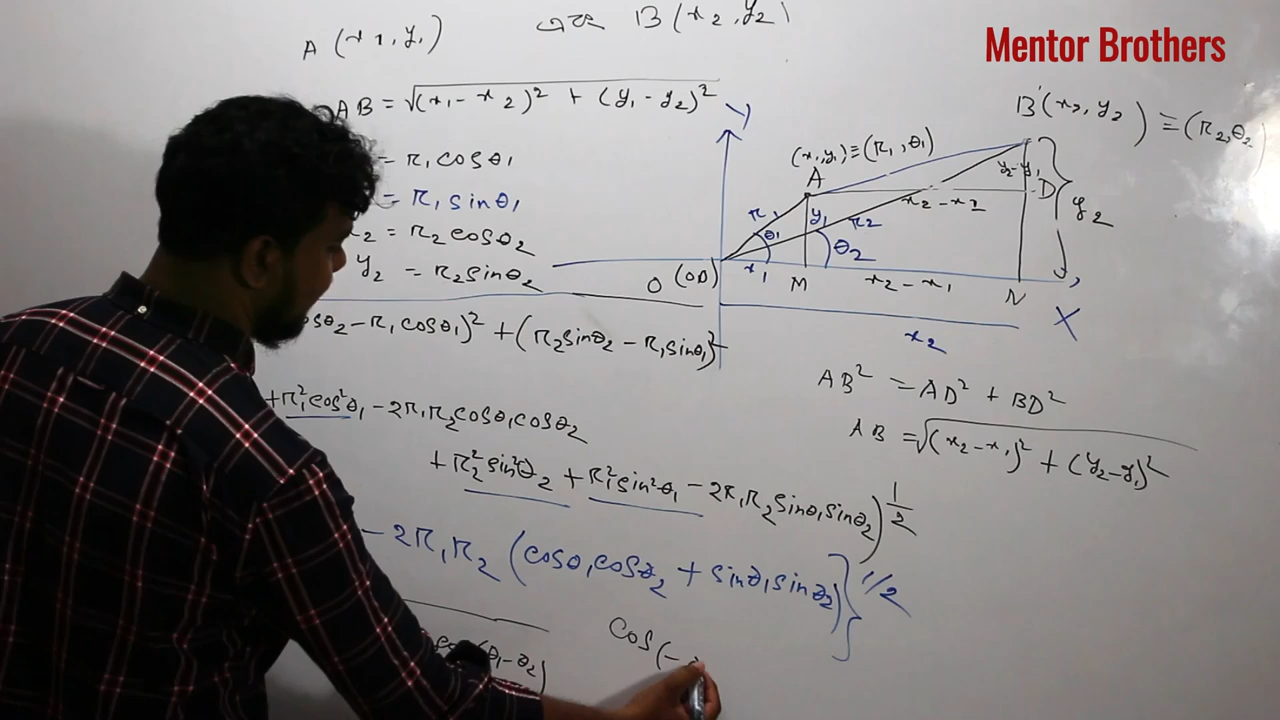 Mentor Brothers
A (x1, y1) এবং B (x2, y2)
AB = √(x1 - x2)² + (y1 - y2)²
= r1 cosθ1
= r1 sinθ1
x2 = r2 cosθ2
y2 = r2 sinθ2
cosθ2 - r1 cosθ1)² + (r2 sinθ2 - r1 sinθ1)²
+ r1² cos²θ1 - 2r1r2 cosθ1 cosθ2
+ r2² sin²θ2 + r1² sin²θ1 - 2r1r2 sinθ1 sinθ2)^1/2
- 2r1r2 (cosθ1 cosθ2 + sinθ1 sinθ2)}^1/2
cos(θ1 - θ2)
cos(-
Y
B (x2, y2) ≡ (r2, θ2)
(x1, y1) ≡ (r1, θ1)
A
y2 - y1
D
x2 - x1
y2
r1
y1
r2
θ1
θ2
O
x1
M
x2 - x1
N
X
x2
AB² = AD² + BD²
AB = √(x2 - x1)² + (y2 - y1)²